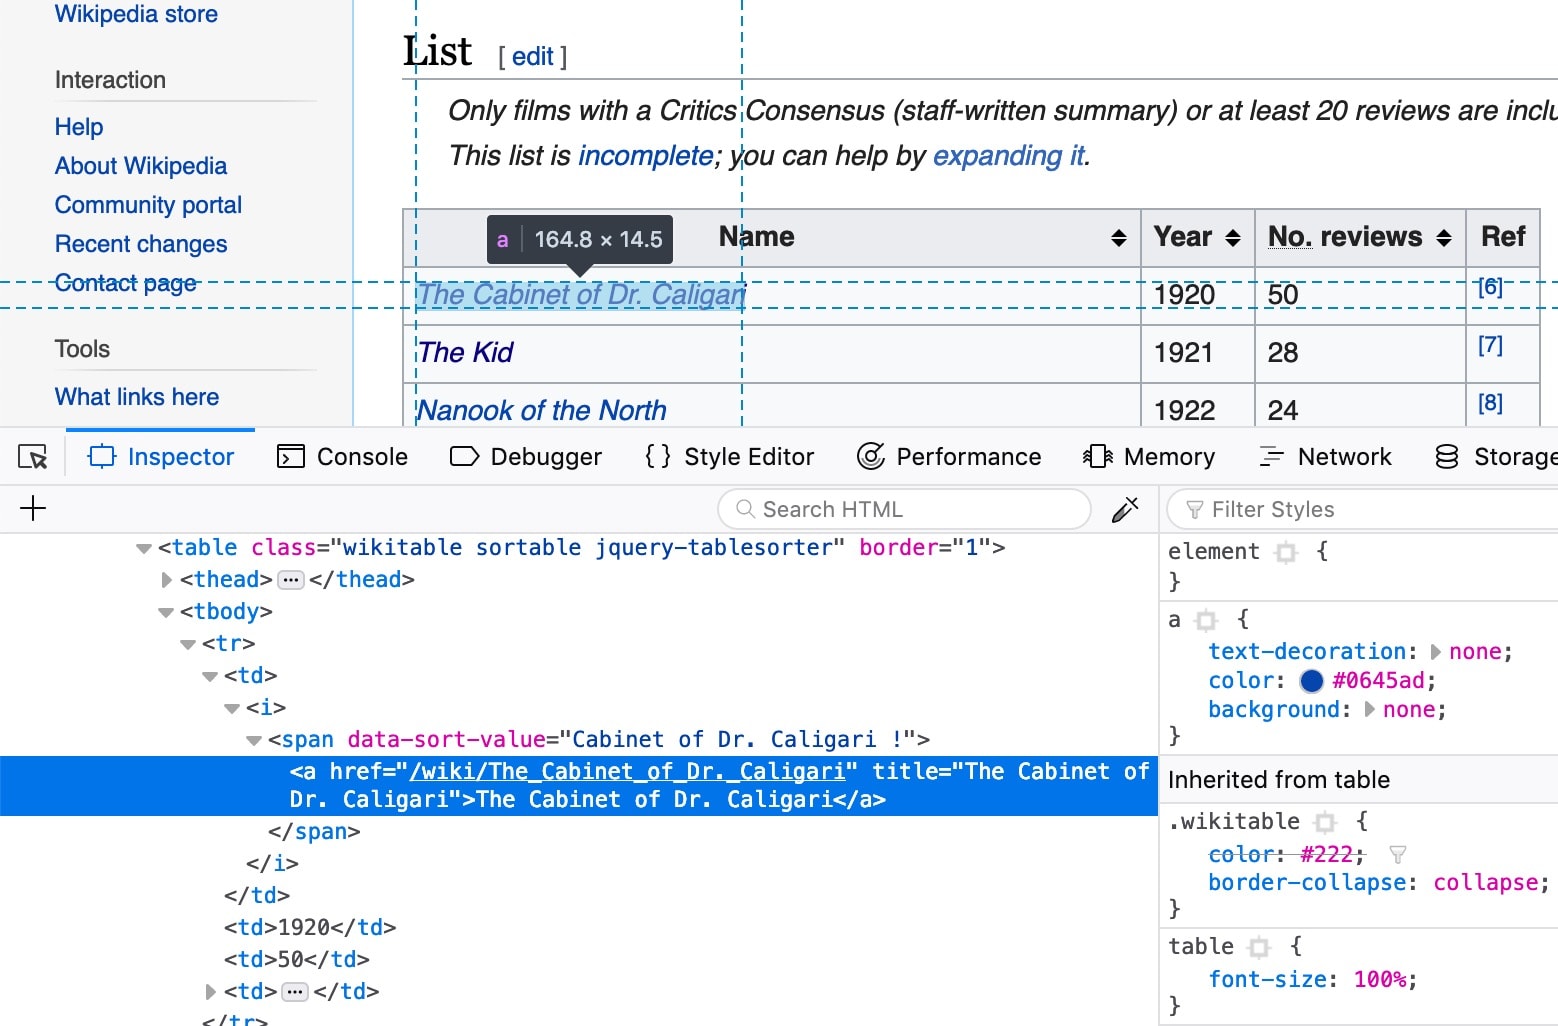 Wikipedia store
Interaction
Help
About Wikipedia
Community portal
Recent changes
Contact page
Tools
What links here
List [ edit ]
Only films with a Critics Consensus (staff-written summary) or at least 20 reviews are inclu
This list is incomplete; you can help by expanding it.
a 164.8 × 14.5
Name Year No. reviews Ref
The Cabinet of Dr. Caligari 1920 50 [6]
The Kid 1921 28 [7]
Nanook of the North 1922 24 [8]
Inspector Console Debugger {} Style Editor Performance Memory Network Storage
+ Search HTML
<table class="wikitable sortable jquery-tablesorter" border="1">
<thead>···</thead>
<tbody>
<tr>
<td>
<i>
<span data-sort-value="Cabinet of Dr. Caligari !">
<a href="/wiki/The_Cabinet_of_Dr._Caligari" title="The Cabinet of
Dr. Caligari">The Cabinet of Dr. Caligari</a>
</span>
</i>
</td>
<td>1920</td>
<td>50</td>
<td>···</td>
</tr>
Filter Styles
element {
}
a {
text-decoration: none;
color: #0645ad;
background: none;
}
Inherited from table
.wikitable {
color: #222;
border-collapse: collapse;
}
table {
font-size: 100%;
}